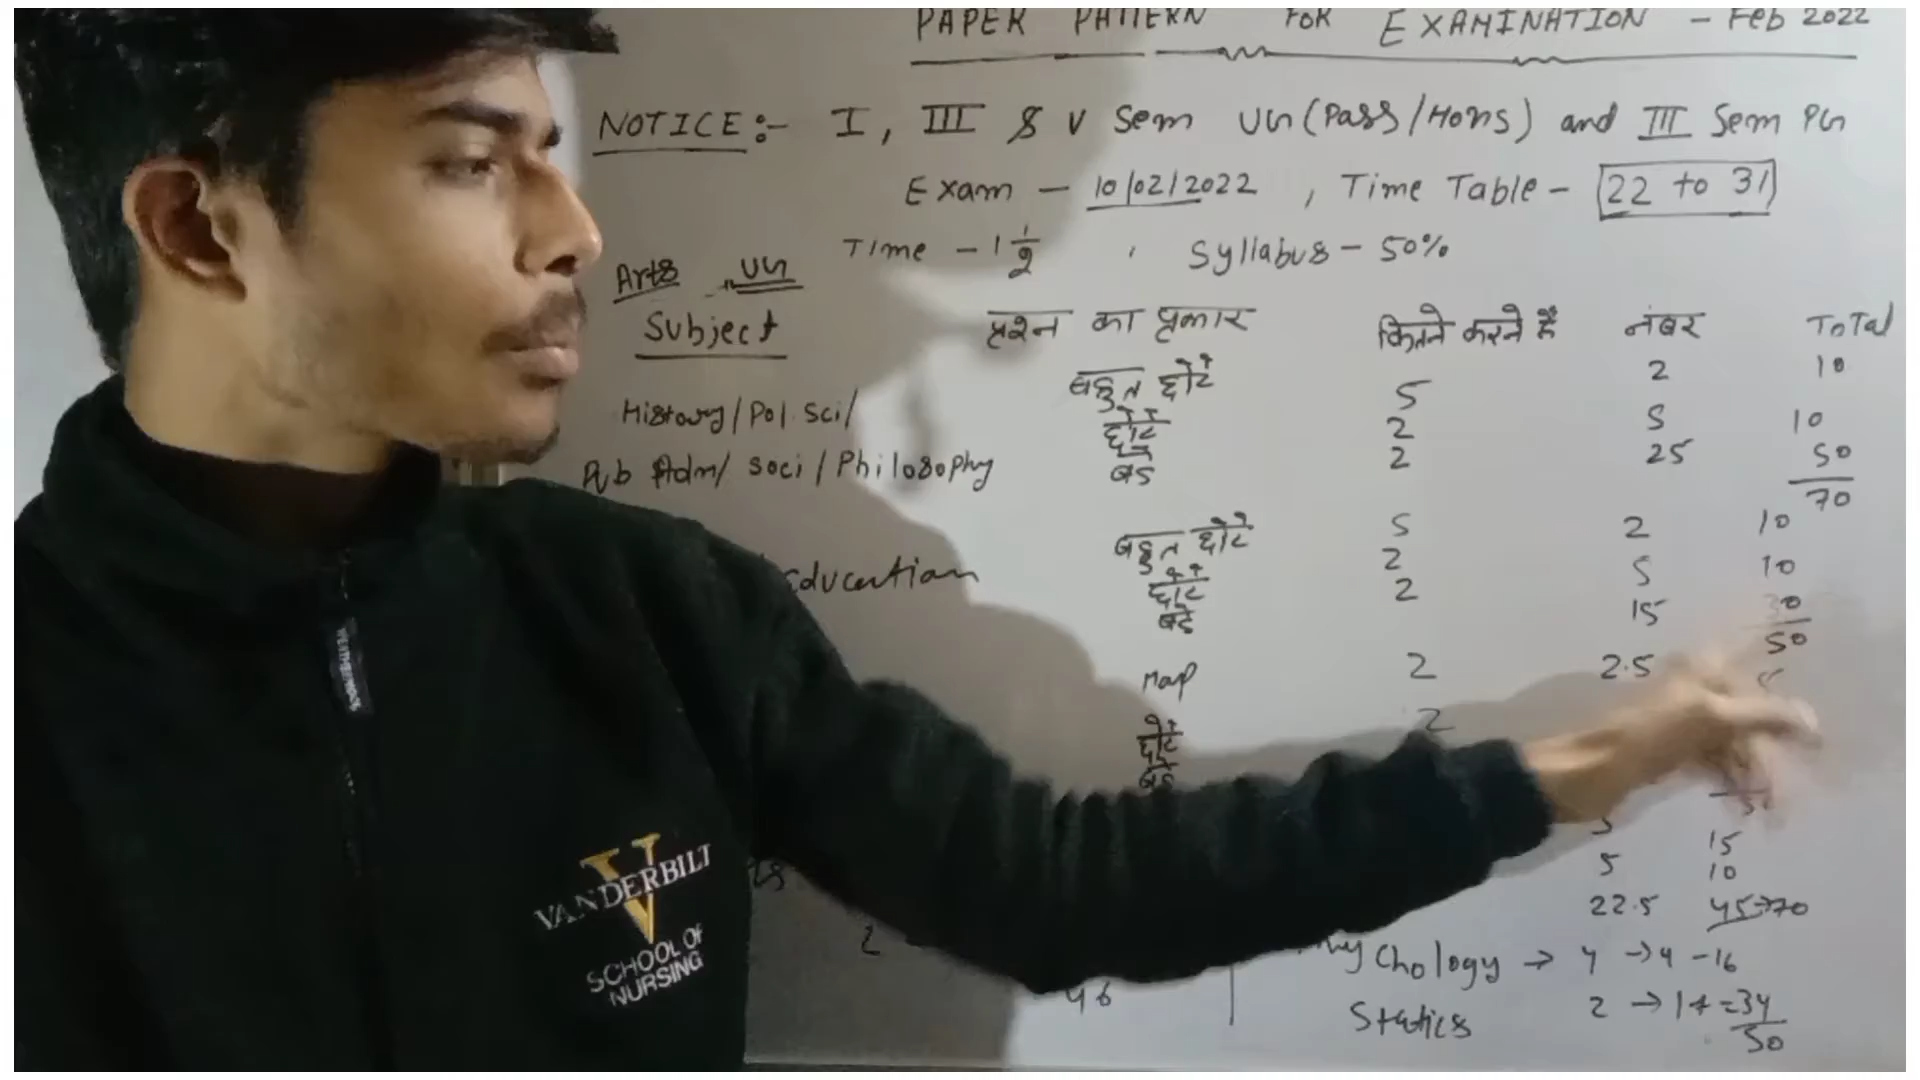 PAPER PATTERN FOR EXAMINATION - Feb 2022
NOTICE :- I, III & V Sem UG (Pass/Hons) and III Sem PG
Exam - 10/02/2022 , Time Table - 22 to 31
Time - 1 1/2 , Syllabus - 50%
Arts UG
Subject प्रश्न का प्रकार कितने करने है नंबर ToTal
बहुत छोटे 5 2 10
History/Pol. Sci/ छोटे 2 5 10
Pub Adm/ Soci / Philosophy बड़े 2 25 50
70
बहुत छोटे 5 2 10
Education छोटे 2 5 10
बड़े 2 15 30
50
Map 2 2.5
छोटे 2
बड़े
15
5 10
22.5 45→70
2
chology → 4 → 4 - 16
46
Statics 2 → 17 = 34
50
VANDERBILT
V
SCHOOL OF
NURSING